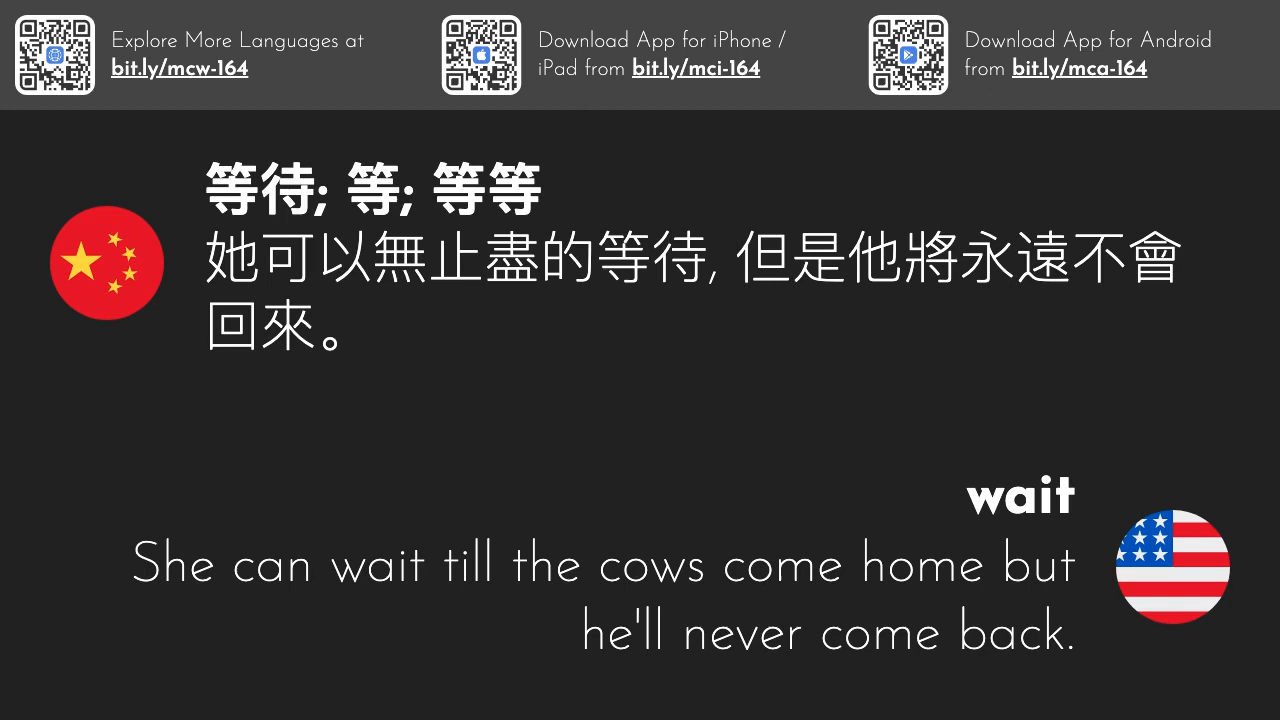 Explore More Languages at
bit.ly/mcw-164
Download App for iPhone /
iPad from bit.ly/mci-164
Download App for Android
from bit.ly/mca-164
等待; 等; 等等
她可以無止盡的等待, 但是他將永遠不會
回來。
wait
She can wait till the cows come home but
he'll never come back.